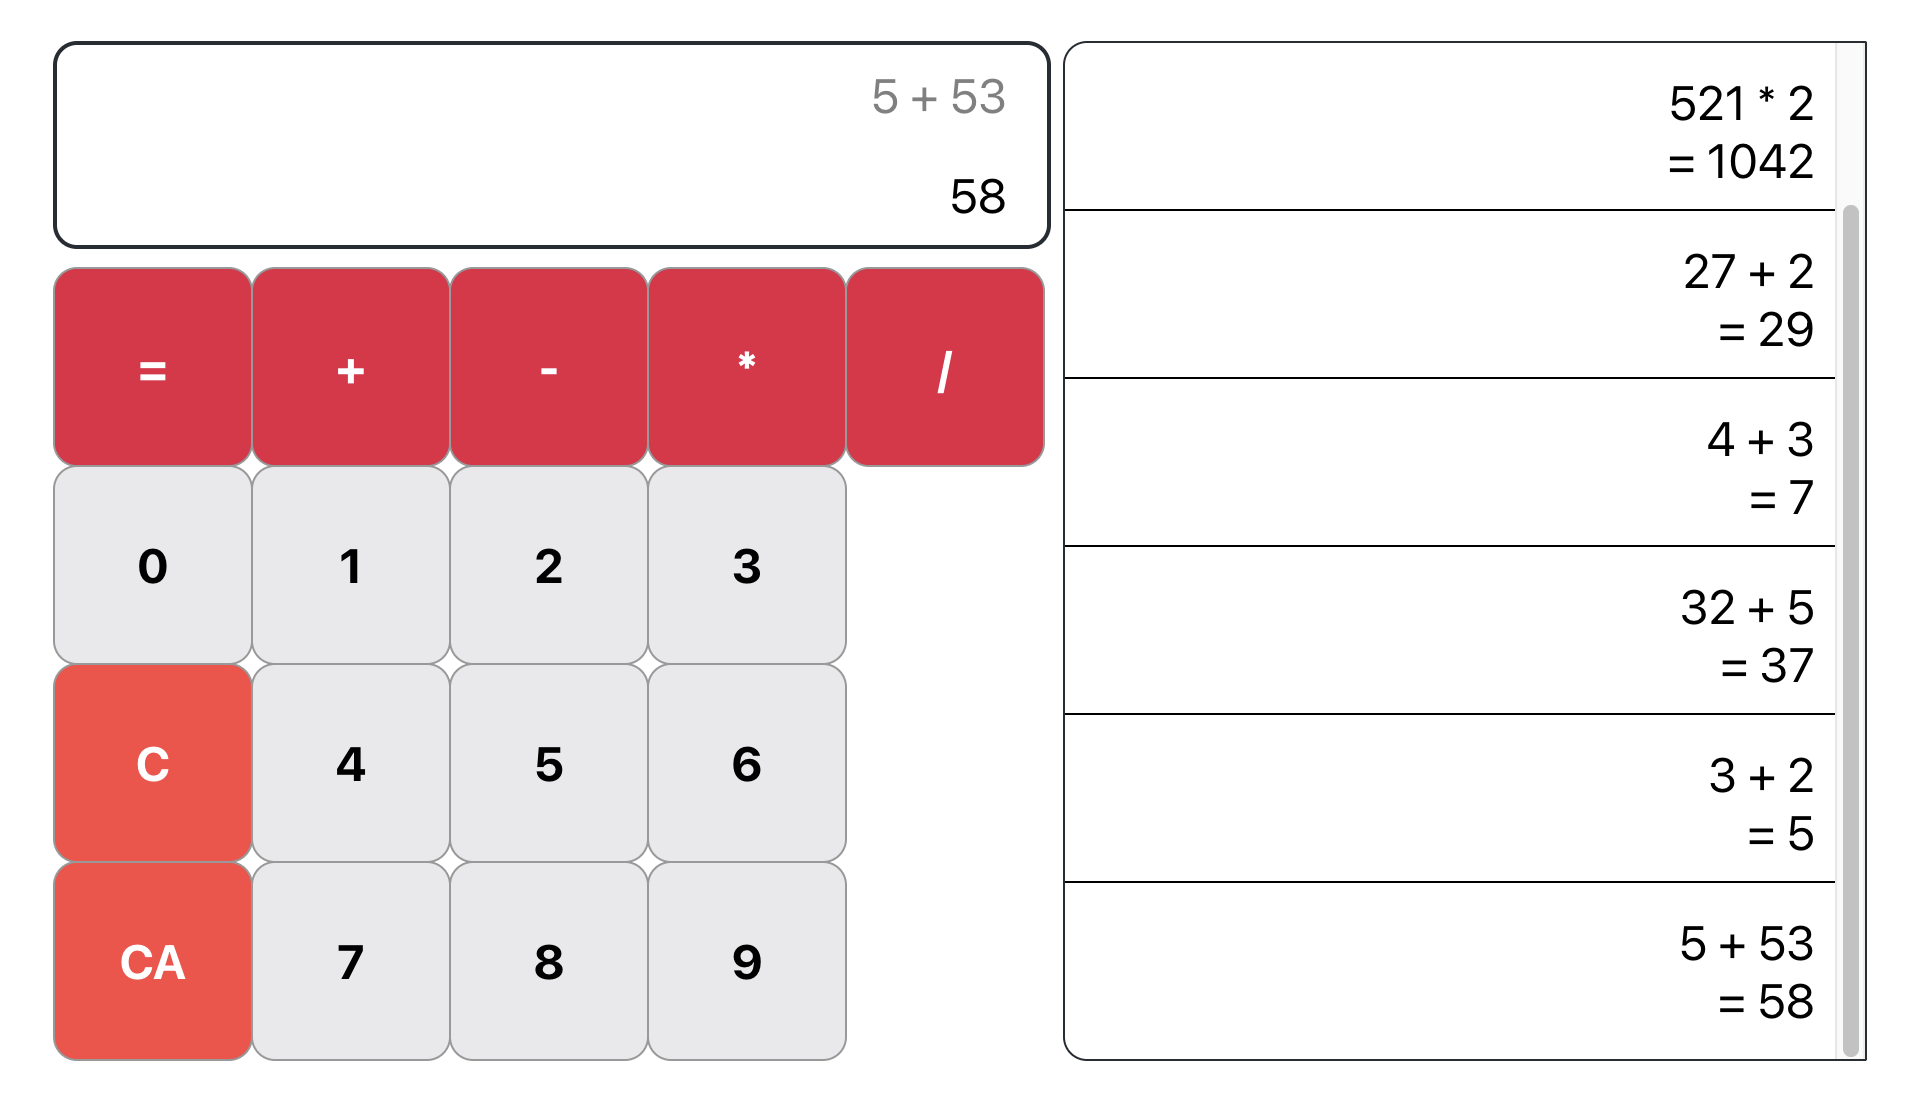 5 + 53
58
= + - * /
0 1 2 3
C 4 5 6
CA 7 8 9
521 * 2
= 1042
27 + 2
= 29
4 + 3
= 7
32 + 5
= 37
3 + 2
= 5
5 + 53
= 58